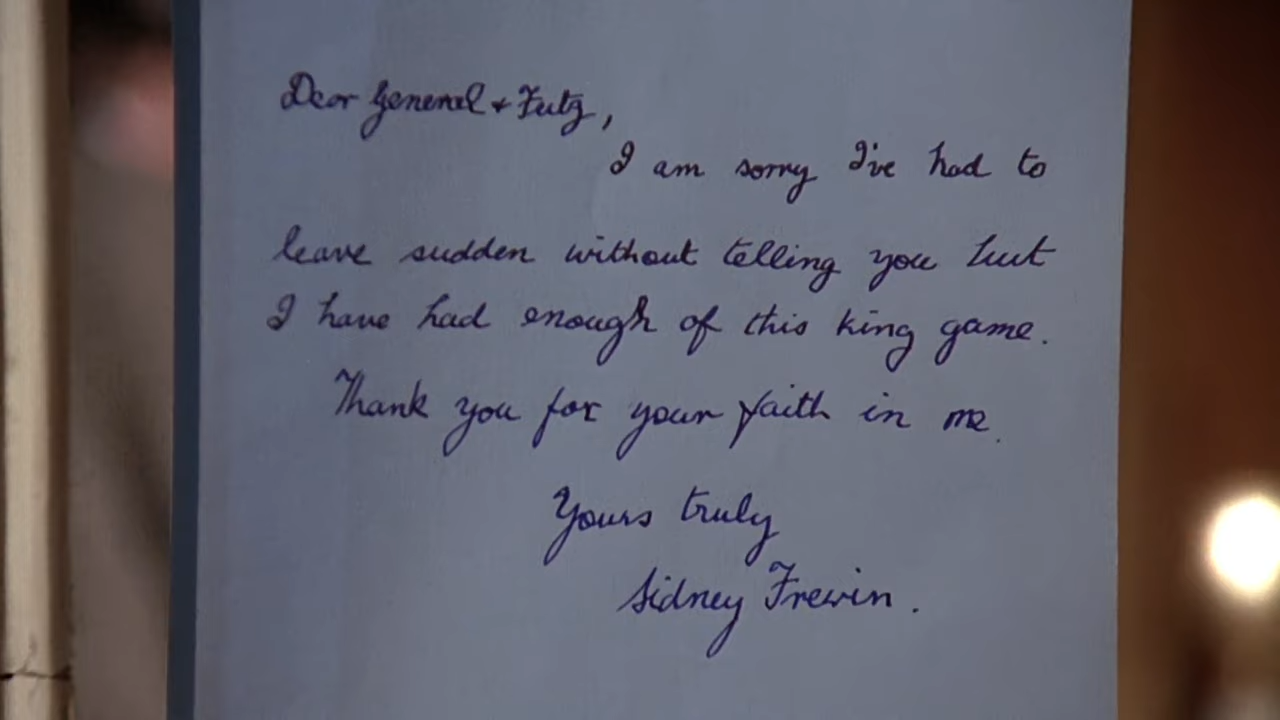 Dear General & Futz,
I am sorry I've had to
leave sudden without telling you but
I have had enough of this king game.
Thank you for your faith in me.
Yours truly
Sidney Frewin.